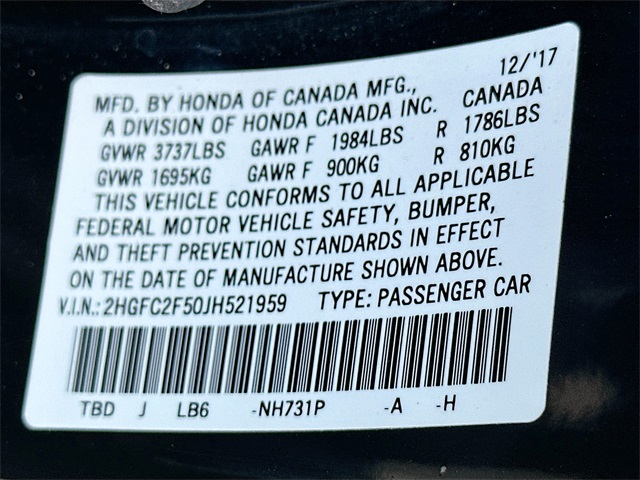 12/'17
MFD. BY HONDA OF CANADA MFG.,
A DIVISION OF HONDA CANADA INC. CANADA
GVWR 3737LBS GAWR F 1984LBS R 1786LBS
GVWR 1695KG GAWR F 900KG R 810KG
THIS VEHICLE CONFORMS TO ALL APPLICABLE
FEDERAL MOTOR VEHICLE SAFETY, BUMPER,
AND THEFT PREVENTION STANDARDS IN EFFECT
ON THE DATE OF MANUFACTURE SHOWN ABOVE.
V.I.N.: 2HGFC2F50JH521959 TYPE: PASSENGER CAR
TBD J LB6 -NH731P -A -H